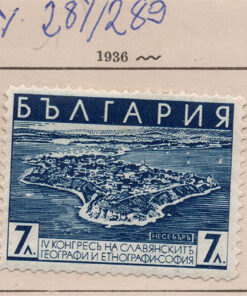 287/289
1936
БЪЛГАРИЯ
НЕСЕБЪРЪ
IV КОНГРЕСЪ НА СЛАВЯНСКИТѢ
7л. ГЕОГРАФИ И ЕТНОГРАФИ-СОФИЯ 7л.